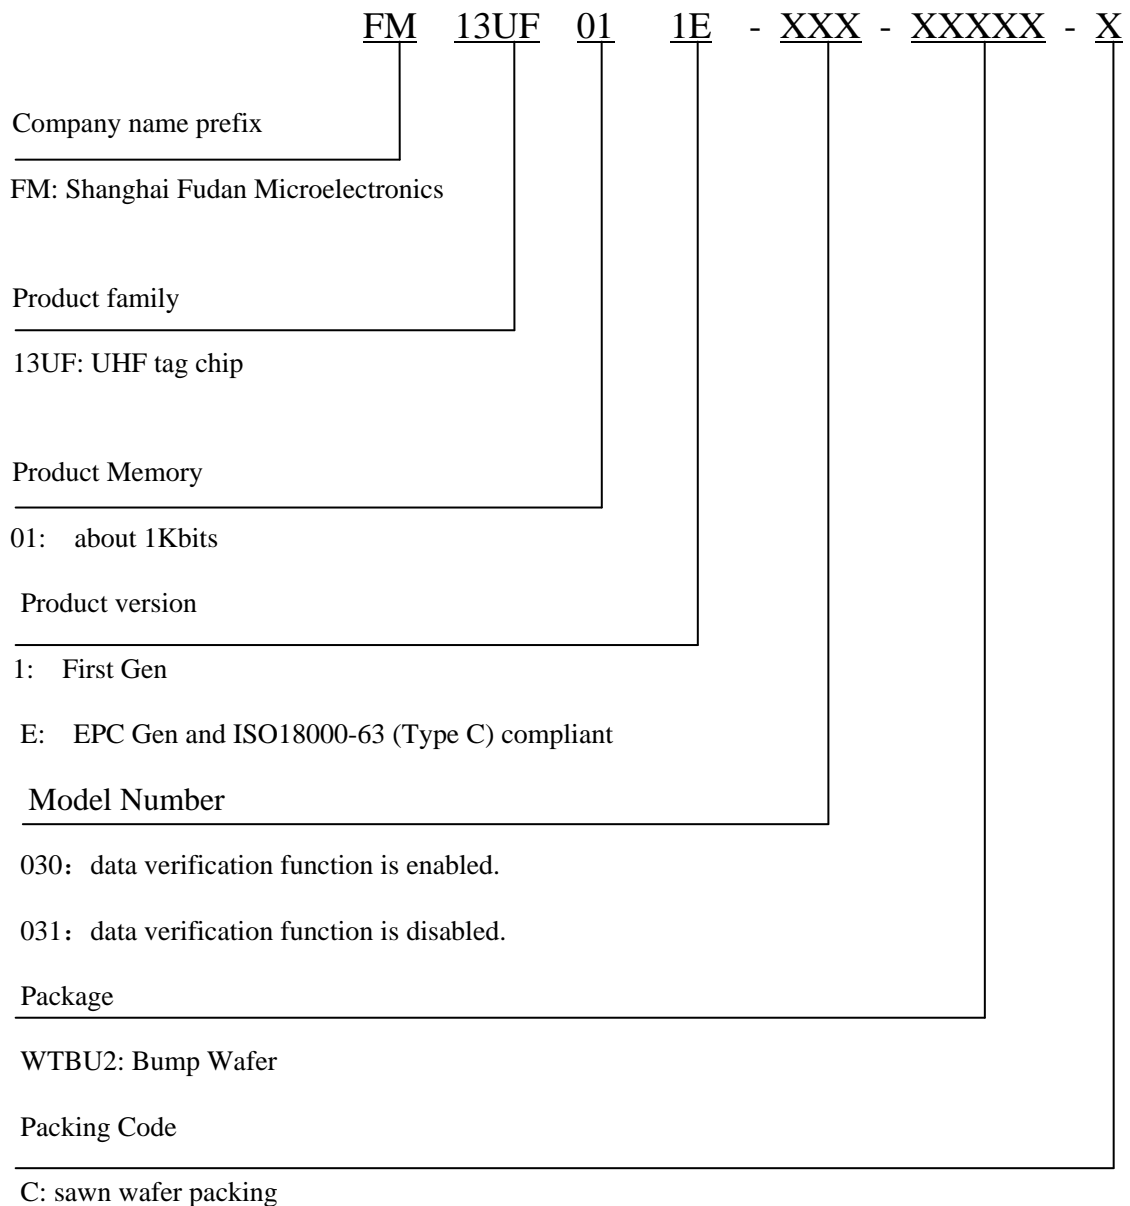 FM 13UF 01 1E - XXX - XXXXX - X
Company name prefix
FM: Shanghai Fudan Microelectronics
Product family
13UF: UHF tag chip
Product Memory
01: about 1Kbits
Product version
1: First Gen
E: EPC Gen and ISO18000-63 (Type C) compliant
Model Number
030：data verification function is enabled.
031：data verification function is disabled.
Package
WTBU2: Bump Wafer
Packing Code
C: sawn wafer packing